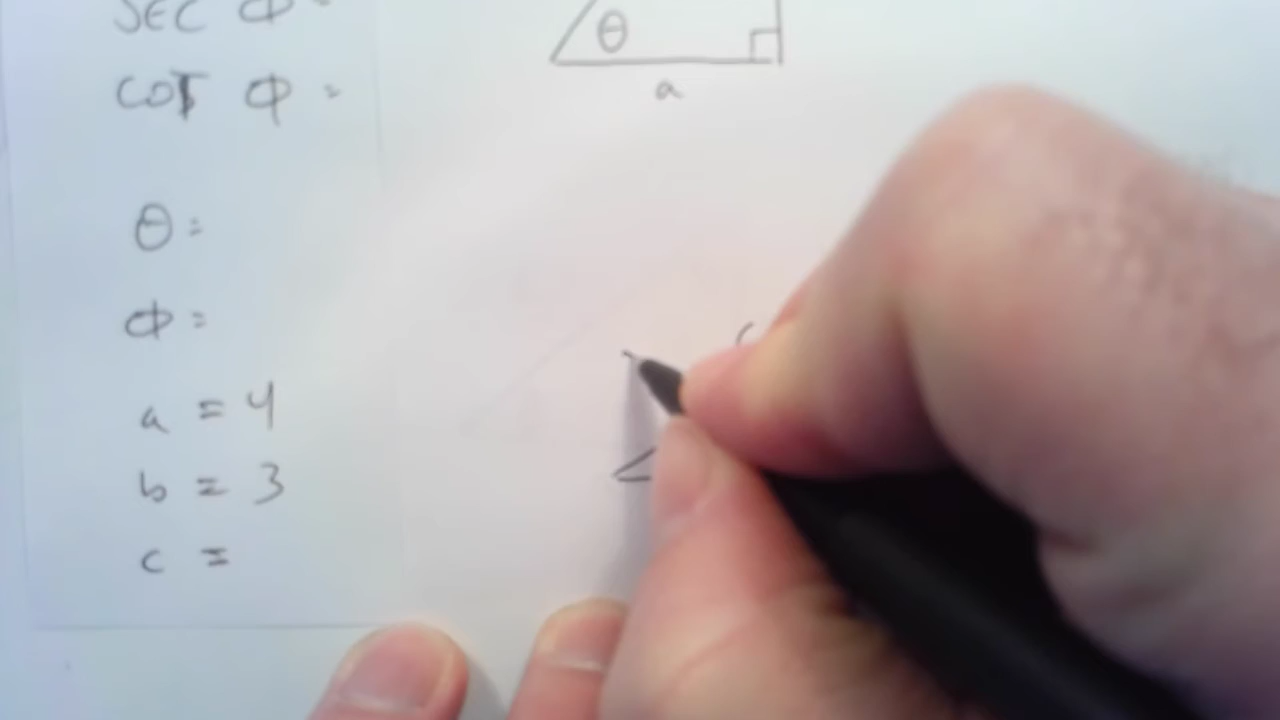 SEC Φ =
COT Φ =
θ
a
θ =
Φ =
a = 4
b = 3
c =